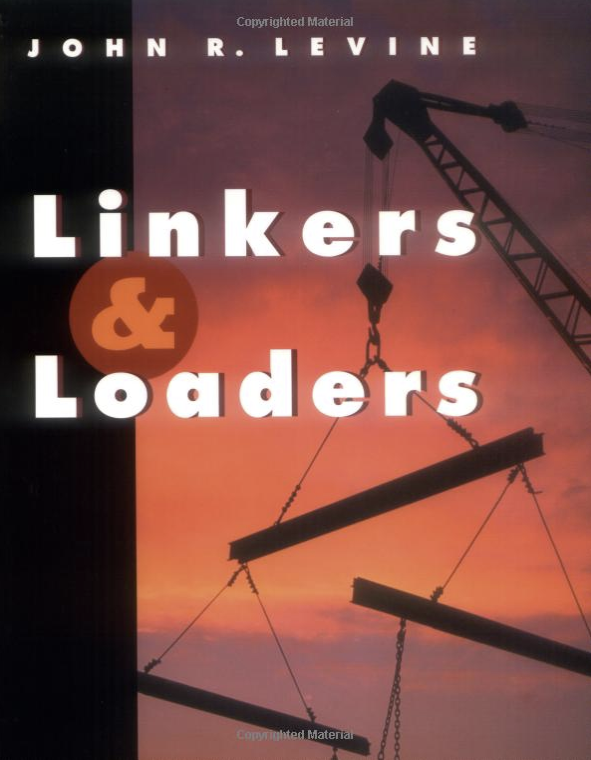 Copyrighted Material
JOHN R. LEVINE
Linkers
&
Loaders
Copyrighted Material